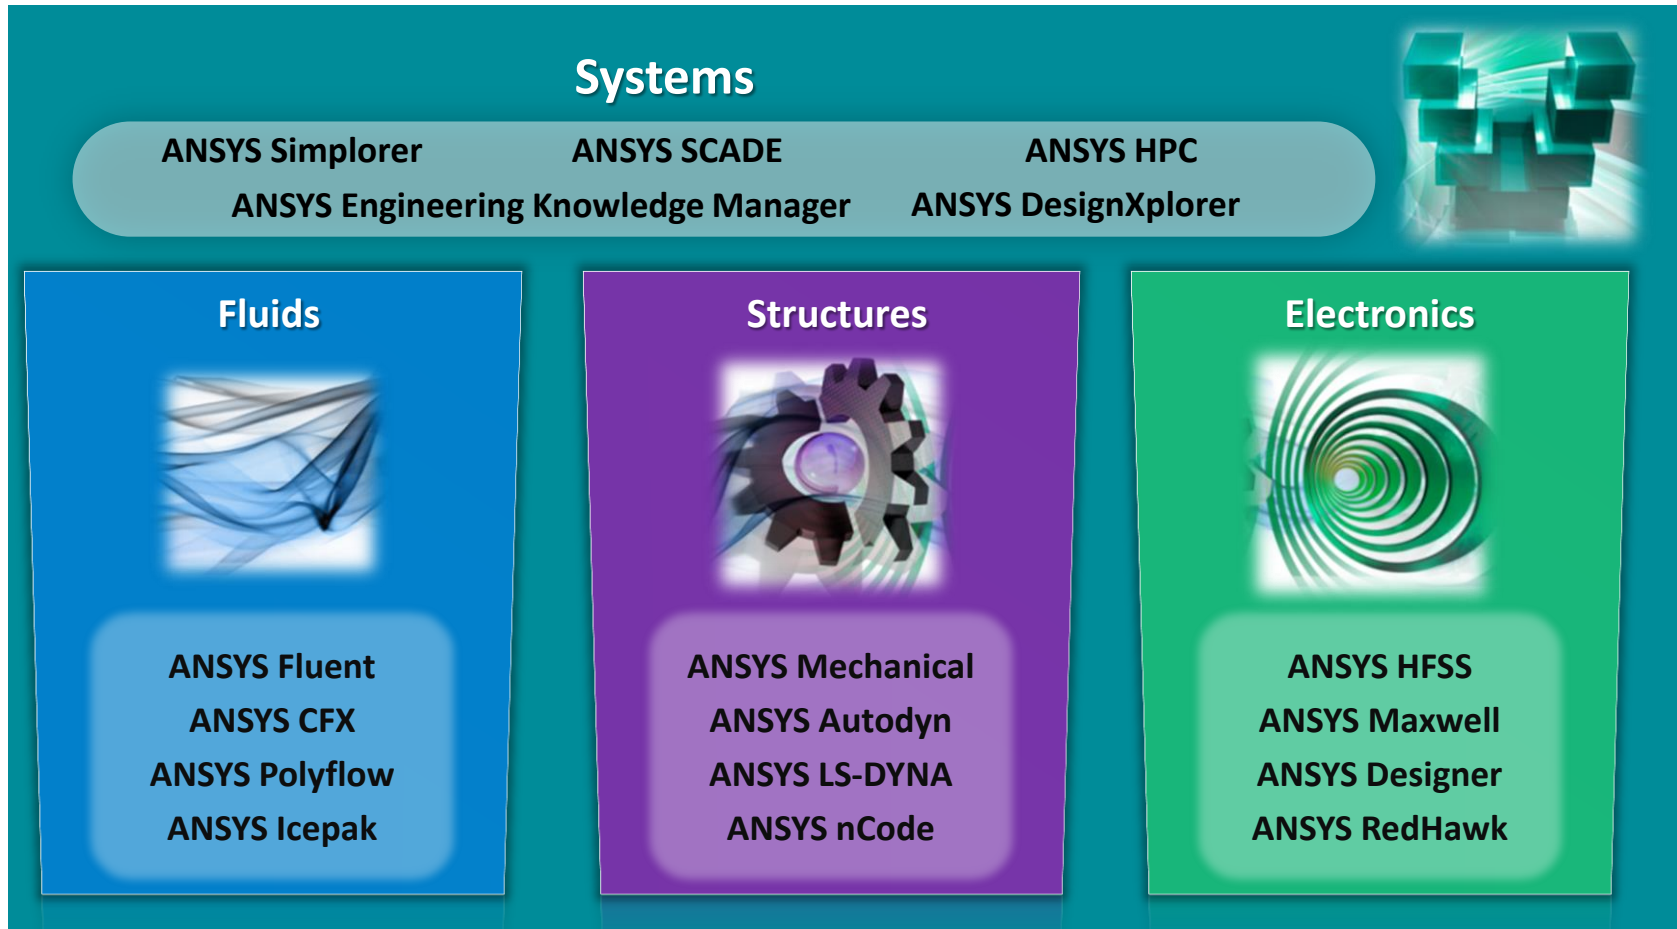 Systems
ANSYS Simplorer ANSYS SCADE ANSYS HPC
ANSYS Engineering Knowledge Manager ANSYS DesignXplorer
Fluids
ANSYS Fluent
ANSYS CFX
ANSYS Polyflow
ANSYS Icepak
Structures
ANSYS Mechanical
ANSYS Autodyn
ANSYS LS-DYNA
ANSYS nCode
Electronics
ANSYS HFSS
ANSYS Maxwell
ANSYS Designer
ANSYS RedHawk